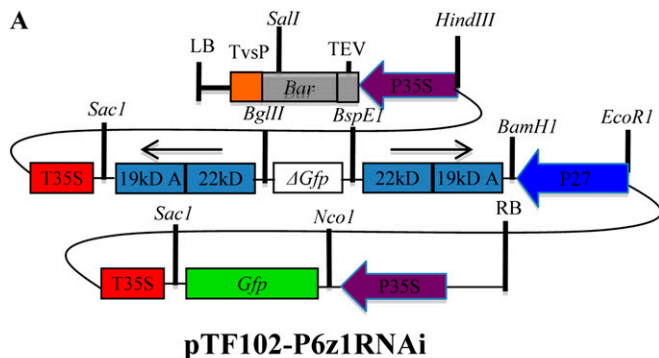 A
SalI
HindIII
LB
TvsP
TEV
Bar
P35S
Sac1
BglII
BspE1
BamH1
EcoR1
T35S
19kD A
22kD
ΔGfp
22kD
19kD A
P27
Sac1
Nco1
RB
T35S
Gfp
P35S
pTF102-P6z1RNAi